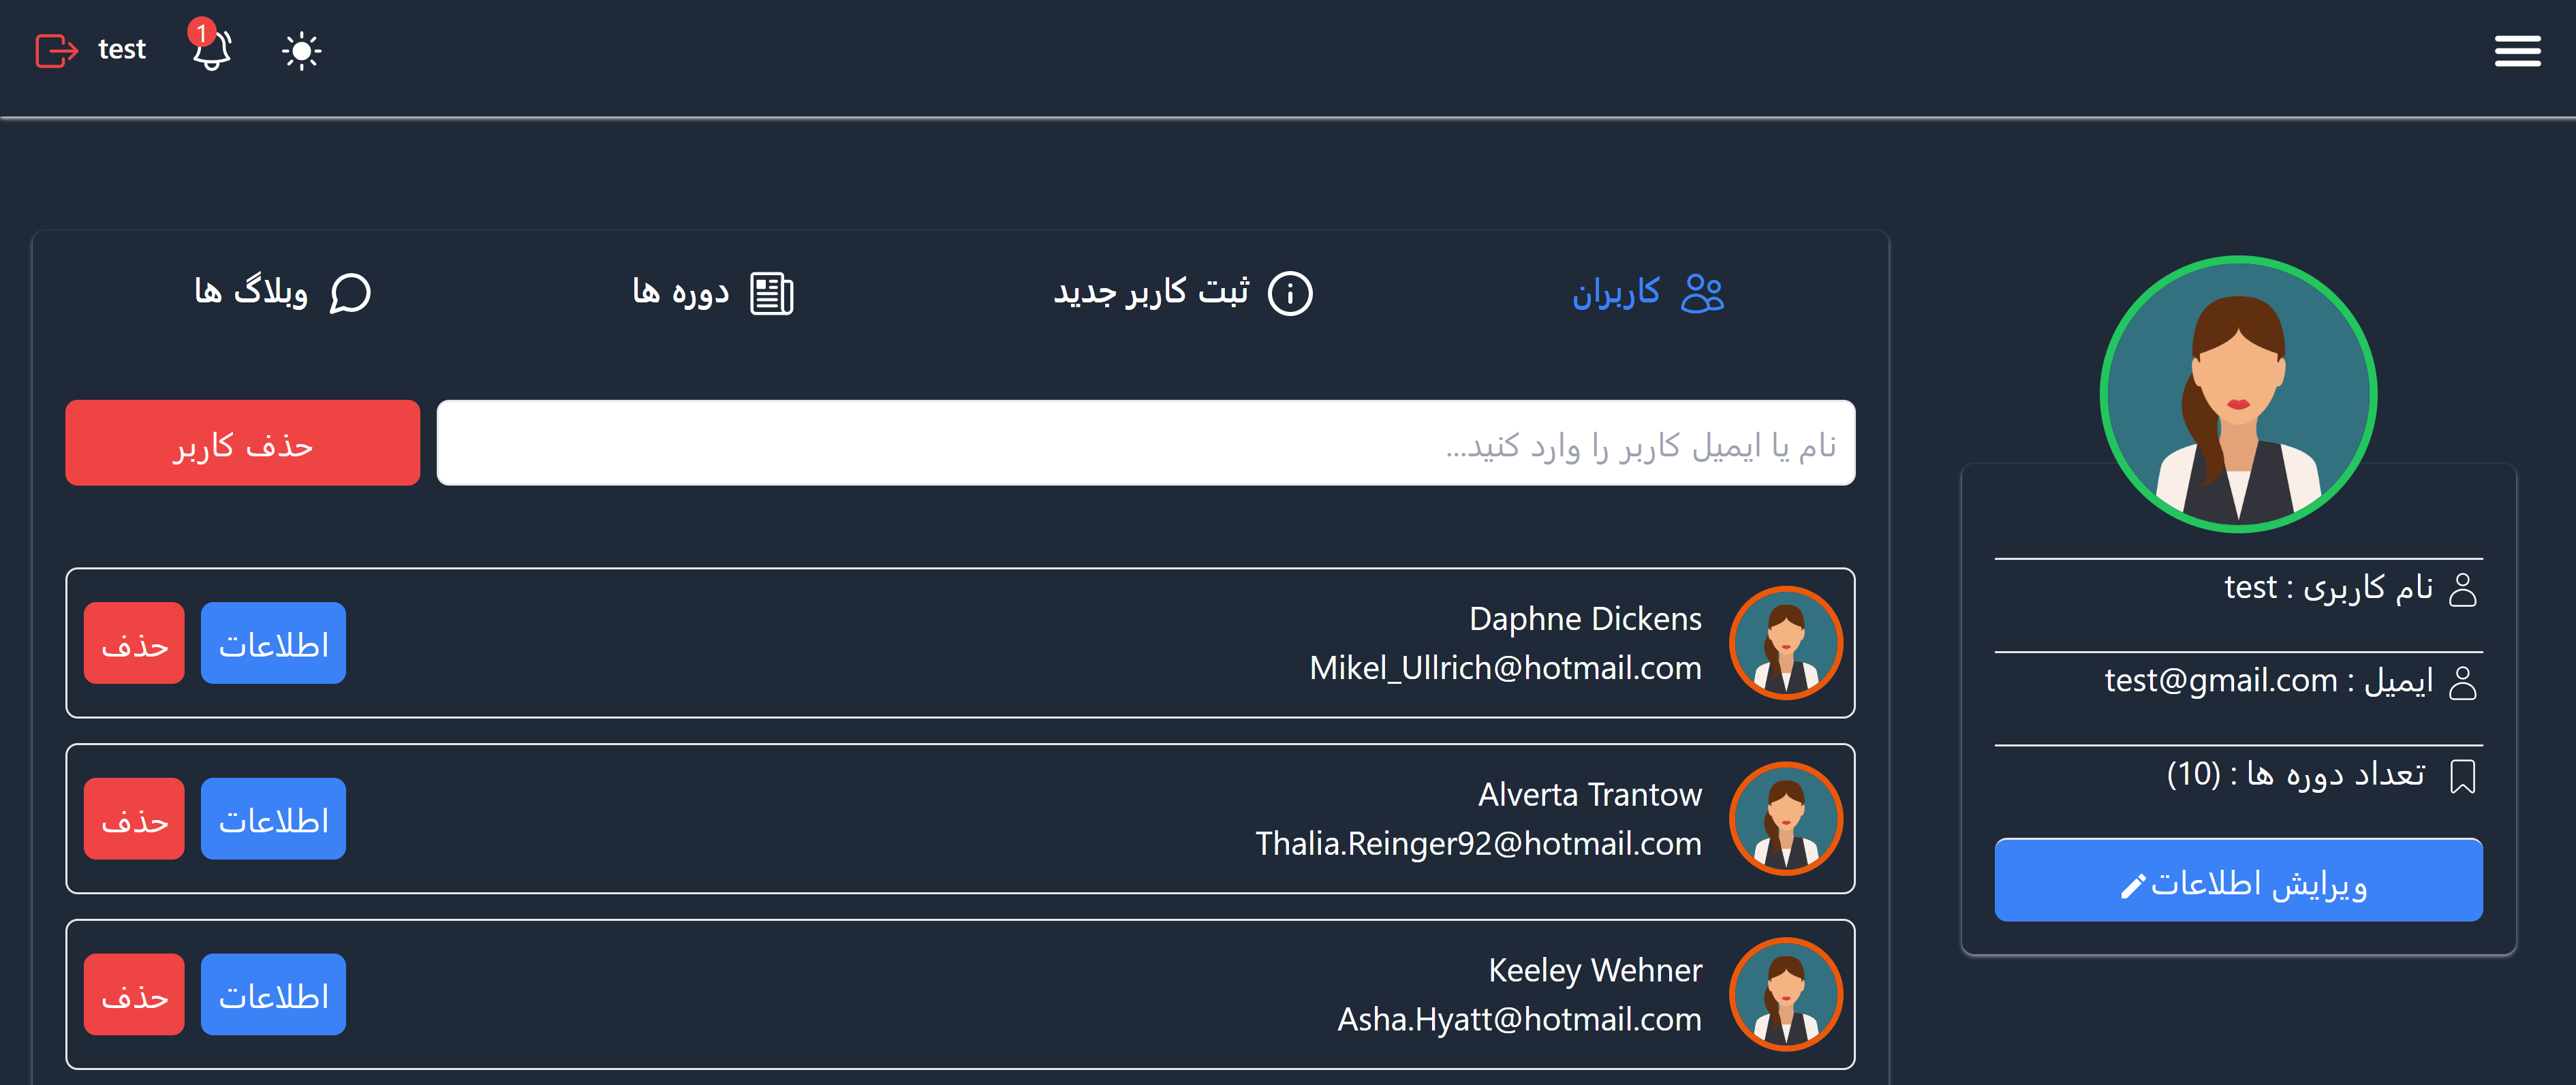 test
1
کاربران
ثبت کاربر جدید
دوره ها
وبلاگ ها
نام یا ایمیل کاربر را وارد کنید...
حذف کاربر
Daphne Dickens
Mikel_Ullrich@hotmail.com
اطلاعات
حذف
Alverta Trantow
Thalia.Reinger92@hotmail.com
اطلاعات
حذف
Keeley Wehner
Asha.Hyatt@hotmail.com
اطلاعات
حذف
نام کاربری : test
ایمیل : test@gmail.com
تعداد دوره ها : (10)
ویرایش اطلاعات